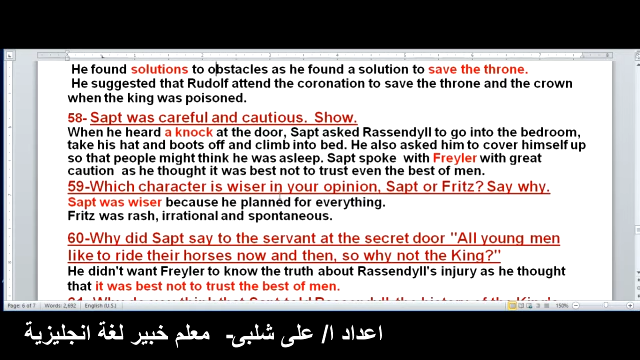 He found solutions to obstacles as he found a solution to save the throne.
He suggested that Rudolf attend the coronation to save the throne and the crown
when the king was poisoned.
58- Sapt was careful and cautious. Show.
When he heard a knock at the door, Sapt asked Rassendyll to go into the bedroom,
take his hat and boots off and climb into bed. He also asked him to cover himself up
so that people might think he was asleep. Sapt spoke with Freyler with great
caution as he thought it was best not to trust even the best of men.
59-Which character is wiser in your opinion, Sapt or Fritz? Say why.
Sapt was wiser because he planned for everything.
Fritz was rash, irrational and spontaneous.
60-Why did Sapt say to the servant at the secret door "All young men
like to ride their horses now and then, so why not the King?"
He didn't want Freyler to know the truth about Rassendyll's injury as he thought
that it was best not to trust the best of men.
Page: 6 of 7 Words: 2,692 English (U.S.) 150%
اعداد ا/ على شلبى- معلم خبير لغة انجليزية